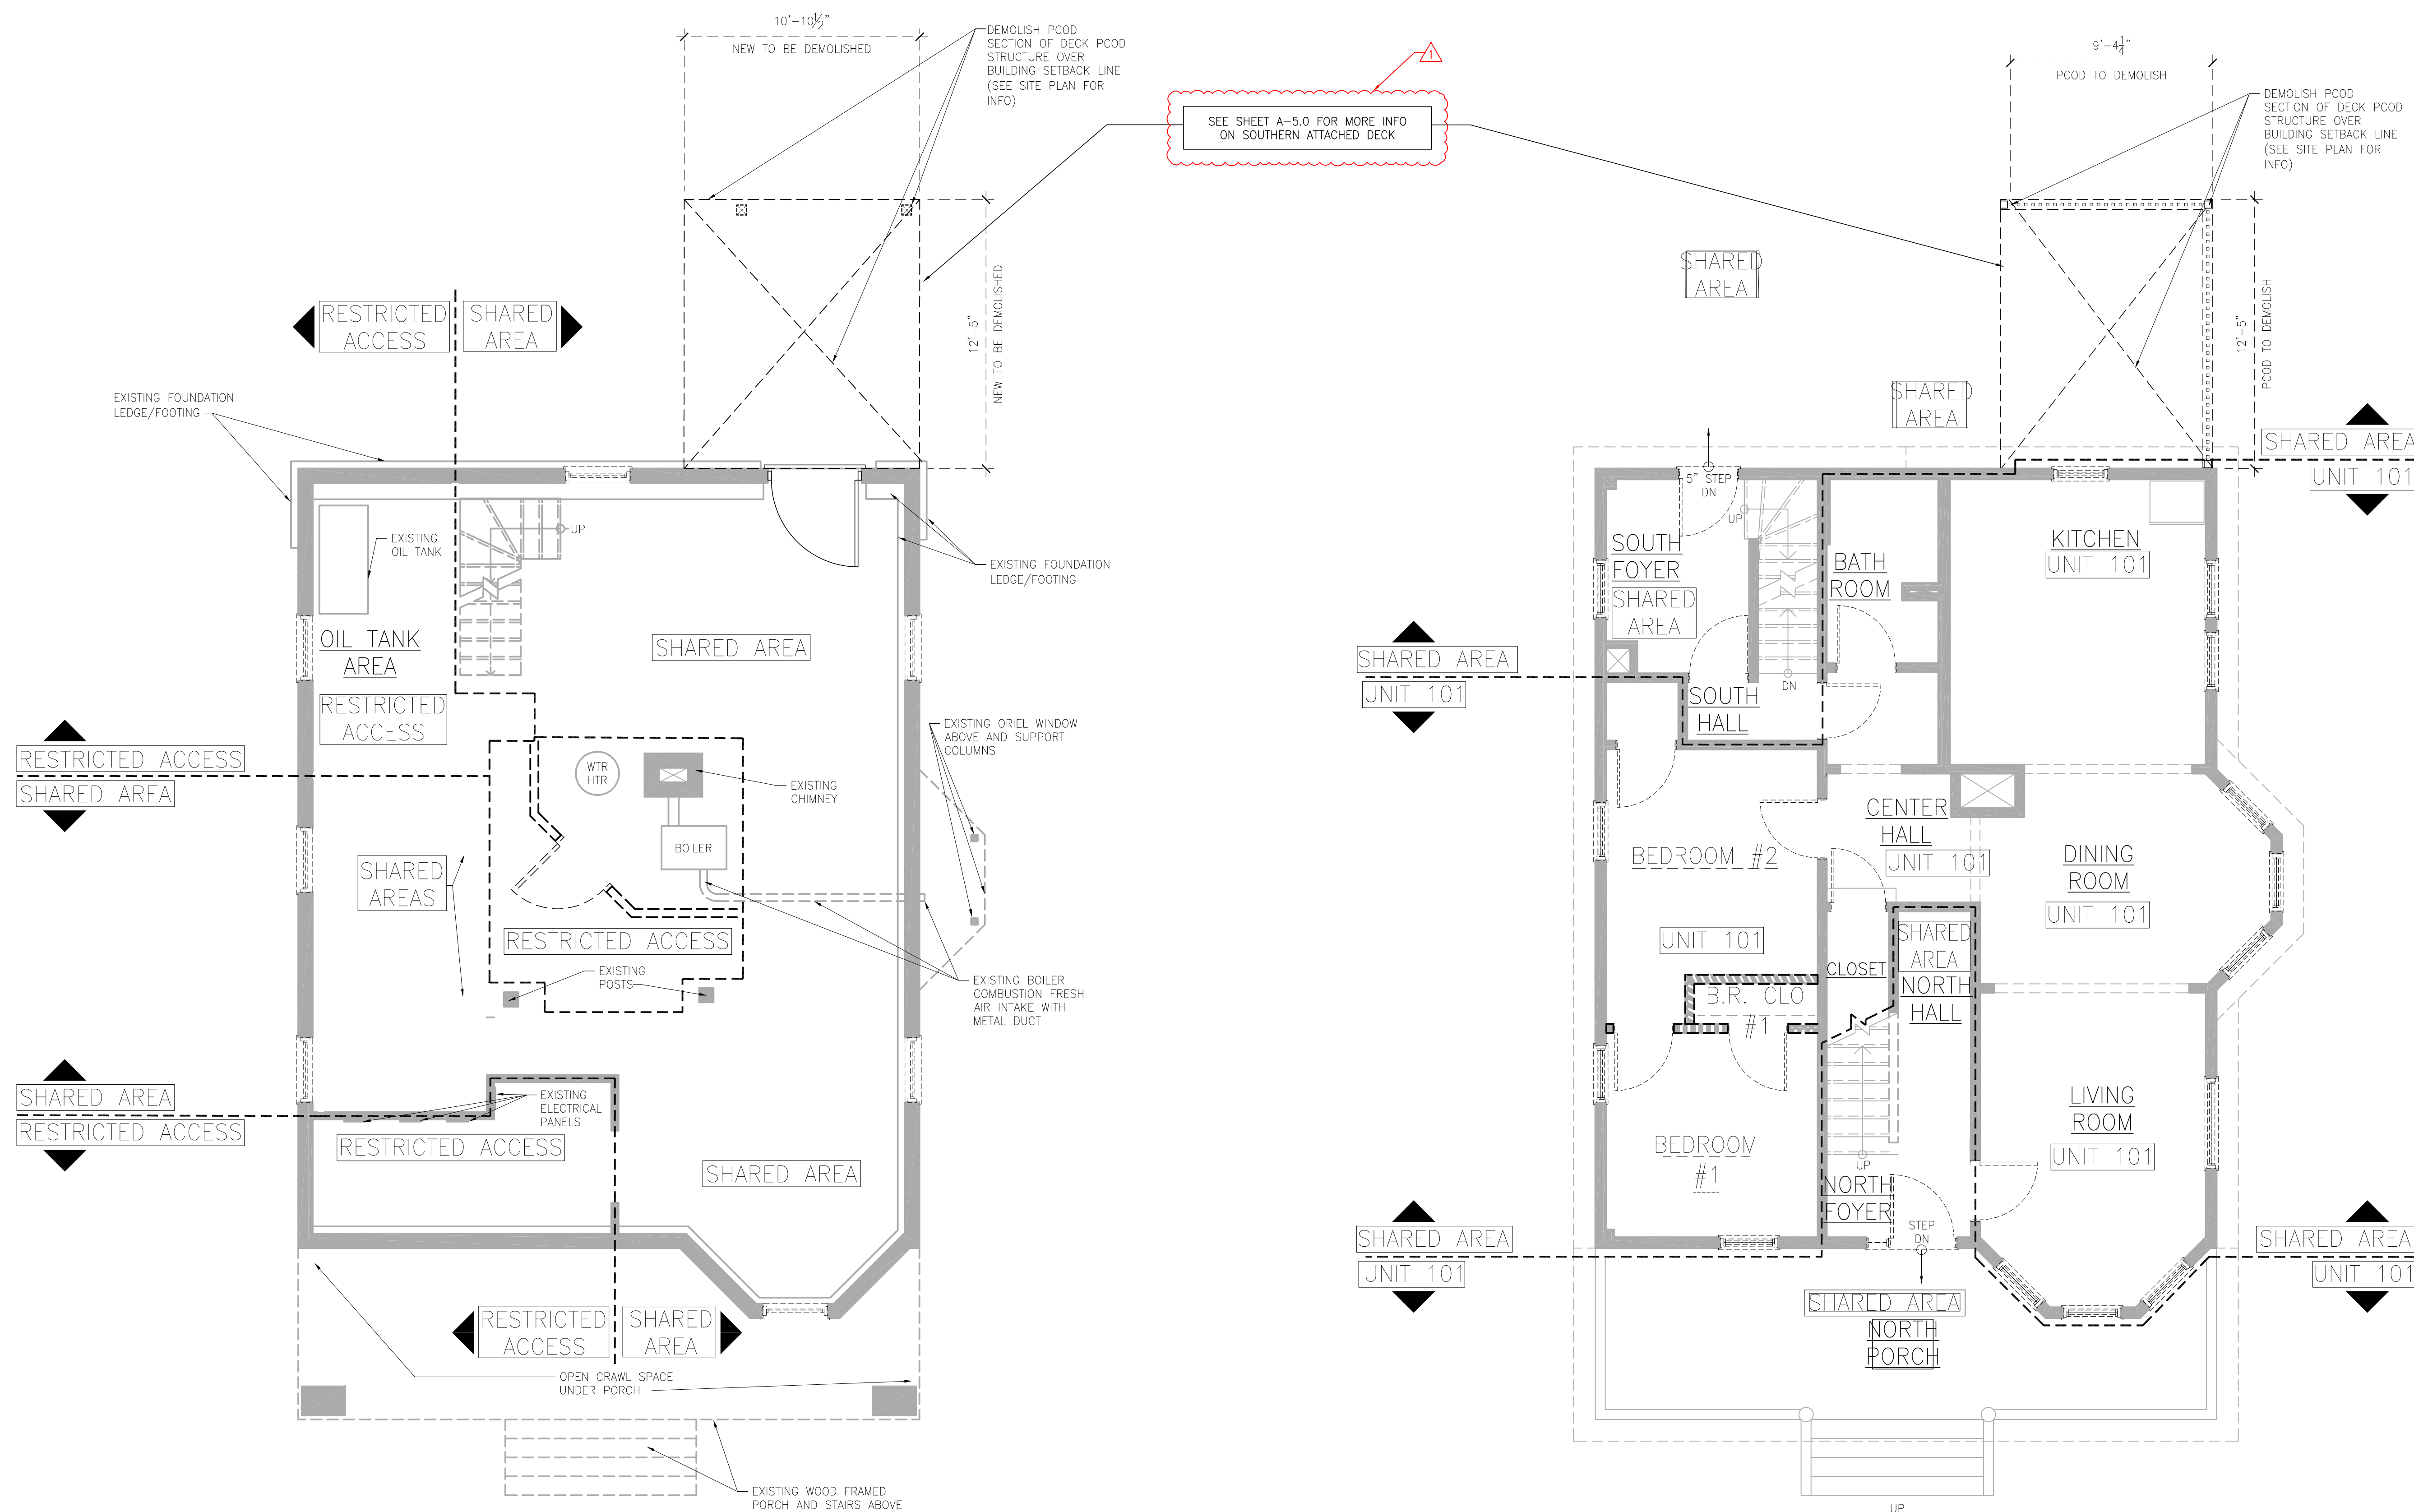 10'-10½"
NEW TO BE DEMOLISHED
DEMOLISH PCOD
SECTION OF DECK PCOD
STRUCTURE OVER
BUILDING SETBACK LINE
(SEE SITE PLAN FOR
INFO)
1
SEE SHEET A-5.0 FOR MORE INFO
ON SOUTHERN ATTACHED DECK
12'-5"
NEW TO BE DEMOLISHED
RESTRICTED
ACCESS
SHARED
AREA
EXISTING FOUNDATION
LEDGE/FOOTING
UP
EXISTING
OIL TANK
EXISTING FOUNDATION
LEDGE/FOOTING
OIL TANK
AREA
RESTRICTED
ACCESS
SHARED AREA
EXISTING ORIEL WINDOW
ABOVE AND SUPPORT
COLUMNS
RESTRICTED ACCESS
SHARED AREA
WTR
HTR
EXISTING
CHIMNEY
BOILER
SHARED
AREAS
RESTRICTED ACCESS
EXISTING
POSTS
EXISTING BOILER
COMBUSTION FRESH
AIR INTAKE WITH
METAL DUCT
SHARED AREA
RESTRICTED ACCESS
EXISTING
ELECTRICAL
PANELS
RESTRICTED ACCESS
SHARED AREA
RESTRICTED
ACCESS
SHARED
AREA
OPEN CRAWL SPACE
UNDER PORCH
EXISTING WOOD FRAMED
PORCH AND STAIRS ABOVE
9'-4¼"
PCOD TO DEMOLISH
DEMOLISH PCOD
SECTION OF DECK PCOD
STRUCTURE OVER
BUILDING SETBACK LINE
(SEE SITE PLAN FOR
INFO)
SHARED
AREA
12'-5"
PCOD TO DEMOLISH
SHARED
AREA
SHARED AREA
UNIT 101
5" STEP
DN
UP
SOUTH
FOYER
SHARED
AREA
BATH
ROOM
KITCHEN
UNIT 101
SHARED AREA
UNIT 101
DN
SOUTH
HALL
CENTER
HALL
UNIT 101
BEDROOM #2
UNIT 101
DINING
ROOM
UNIT 101
SHARED
AREA
NORTH
HALL
CLOSET
B.R. CLO
#1
BEDROOM
#1
LIVING
ROOM
UNIT 101
UP
NORTH
FOYER
STEP
DN
SHARED AREA
UNIT 101
SHARED AREA
UNIT 101
SHARED AREA
NORTH
PORCH
UP